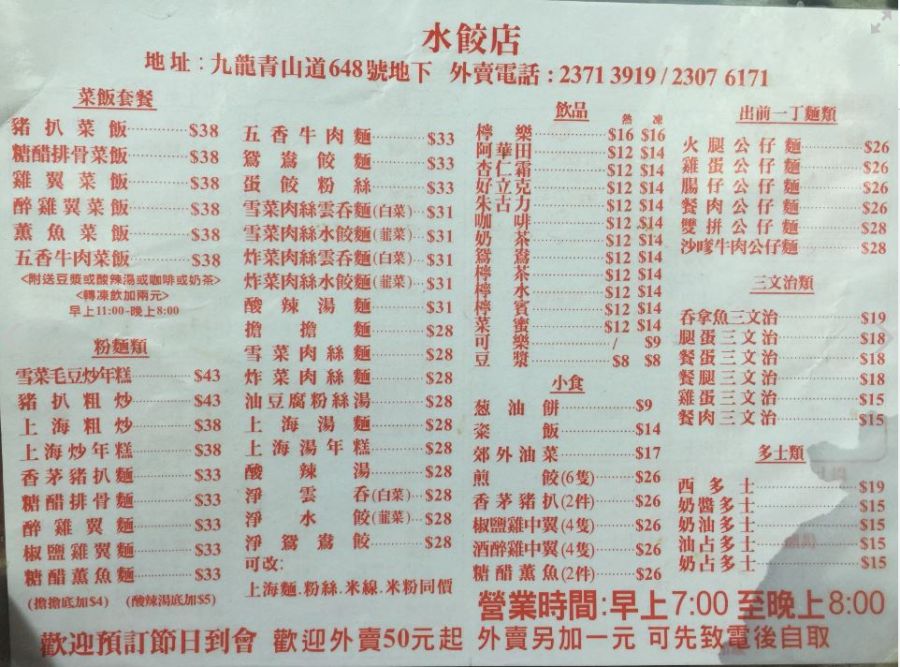 水餃店
地址：九龍青山道648號地下 外賣電話：2371 3919 / 2307 6171
菜飯套餐
豬扒菜飯 $38
糖醋排骨菜飯 $38
雞翼菜飯 $38
醉雞翼菜飯 $38
薰魚菜飯 $38
五香牛肉菜飯 $38
<附送豆漿或酸辣湯或咖啡或奶茶>
<轉凍飲加兩元>
早上11:00-晚上8:00
粉麵類
雪菜毛豆炒年糕 $43
豬扒粗炒 $43
上海粗炒 $38
上海炒年糕 $38
香茅豬扒麵 $33
糖醋排骨麵 $33
醉雞翼麵 $33
椒鹽雞翼麵 $33
糖醋薰魚麵 $33
(擔擔底加$4) (酸辣湯底加$5)
五香牛肉麵 $33
鴛鴦餃麵 $33
蛋餃粉絲 $33
雪菜肉絲雲吞麵(白菜) $31
雪菜肉絲水餃麵(韮菜) $31
炸菜肉絲雲吞麵(白菜) $31
炸菜肉絲水餃麵(韮菜) $31
酸辣湯麵 $31
擔擔麵 $28
雪菜肉絲麵 $28
炸菜肉絲麵 $28
油豆腐粉絲湯 $28
上海湯麵 $28
上海湯年糕 $28
酸辣湯 $28
淨雲吞(白菜) $28
淨水餃(韮菜) $28
淨鴛鴦餃 $28
可改:
上海麵.粉絲.米線.米粉同價
飲品
熱 凍
檸樂 $16 $16
阿華田 $12 $14
杏仁霜 $12 $14
好立克 $12 $14
朱古力 $12 $14
咖啡 $12 $14
奶茶 $12 $14
鴛鴦 $12 $14
檸茶 $12 $14
檸水 $12 $14
檸賓 $12 $14
菜蜜 $12 $14
可樂 / $9
豆漿 $8 $8
小食
葱油餅 $9
粢飯 $14
郊外油菜 $17
煎餃(6隻) $26
香茅豬扒(2件) $26
椒鹽雞中翼(4隻) $26
酒醉雞中翼(4隻) $26
糖醋薰魚(2件) $26
出前一丁麵類
火腿公仔麵 $26
雞蛋公仔麵 $26
腸仔公仔麵 $26
餐肉公仔麵 $26
雙拼公仔麵 $28
沙嗲牛肉公仔麵 $28
三文治類
吞拿魚三文治 $19
腿蛋三文治 $18
餐蛋三文治 $18
餐腿三文治 $18
雞蛋三文治 $15
餐肉三文治 $15
多士類
西多士 $19
奶醬多士 $15
奶油多士 $15
油占多士 $15
奶占多士 $15
營業時間:早上7:00 至晚上8:00
歡迎預訂節日到會 歡迎外賣50元起 外賣另加一元 可先致電後自取